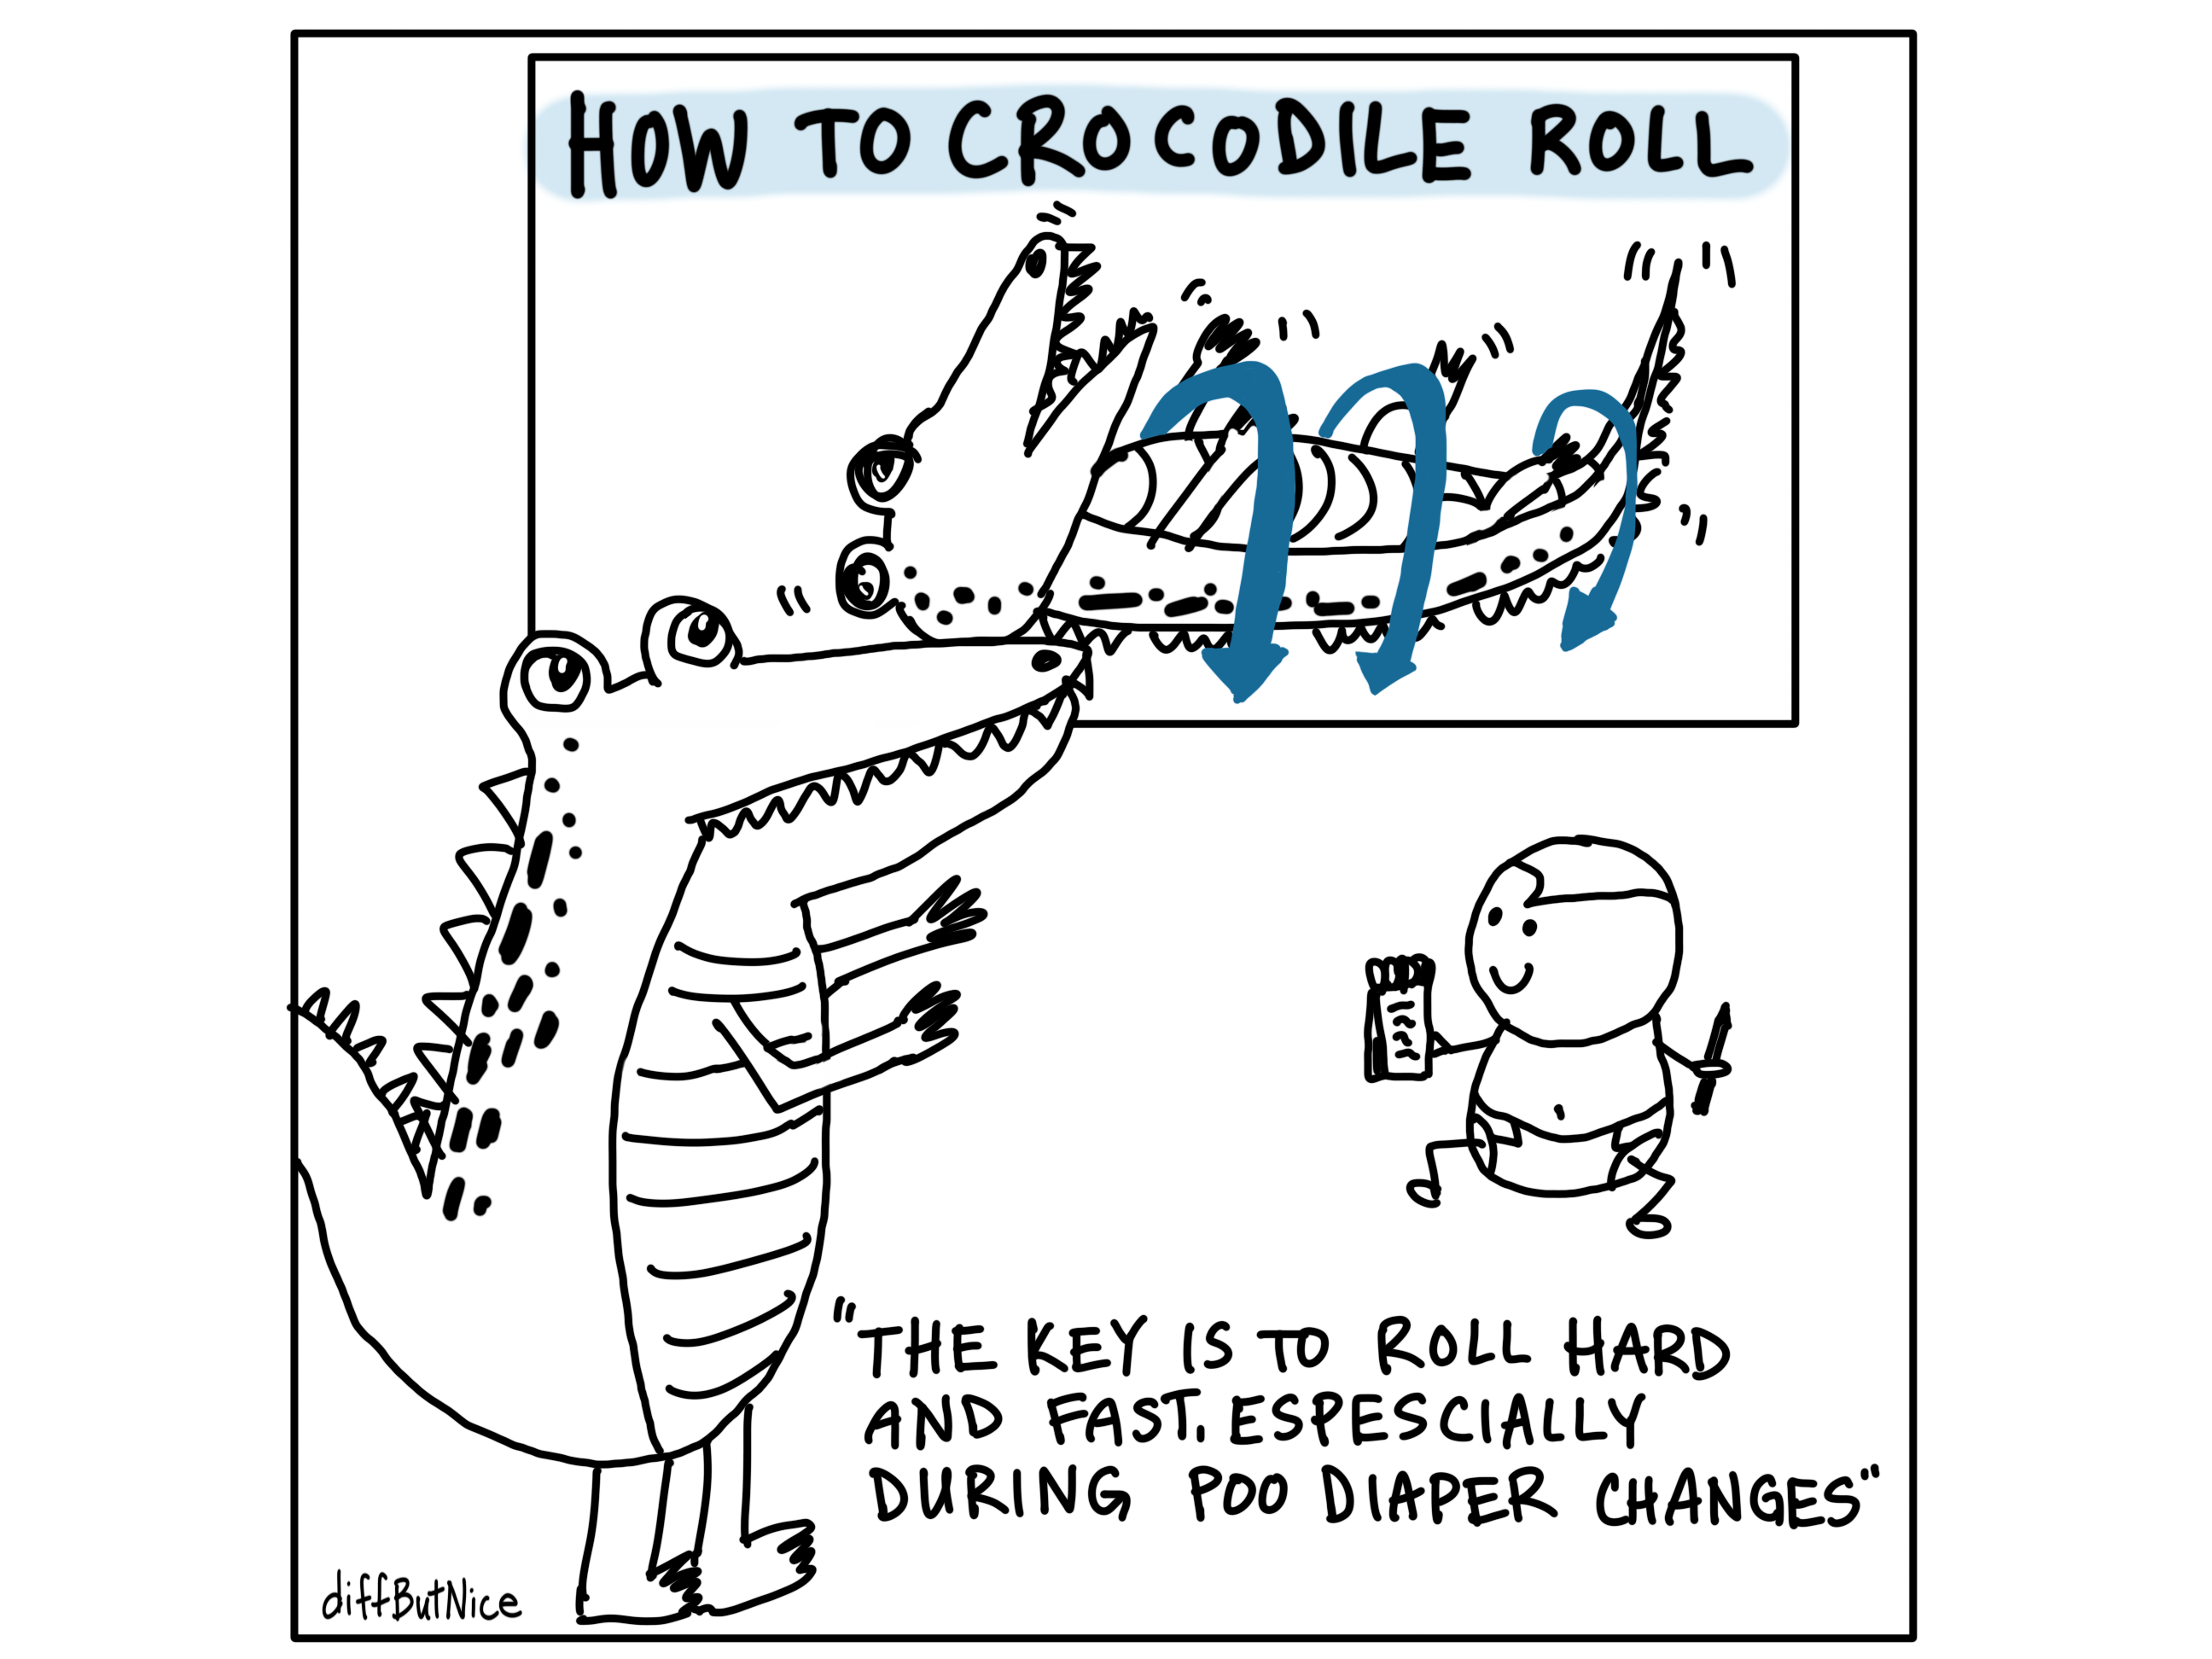 HOW TO CROCODILE ROLL
"THE KEY IS TO ROLL HARD
AND FAST. ESPESCIALLY
DURING POO DIAPER CHANGES"
diffButNice